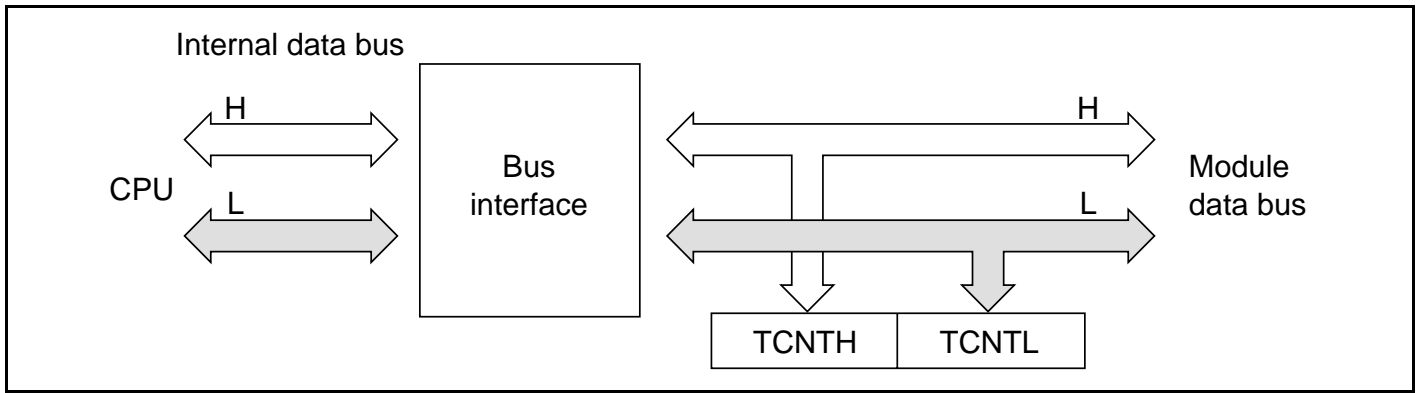 Internal data bus
H
H
CPU
L
Bus
interface
L
Module
data bus
TCNTH
TCNTL